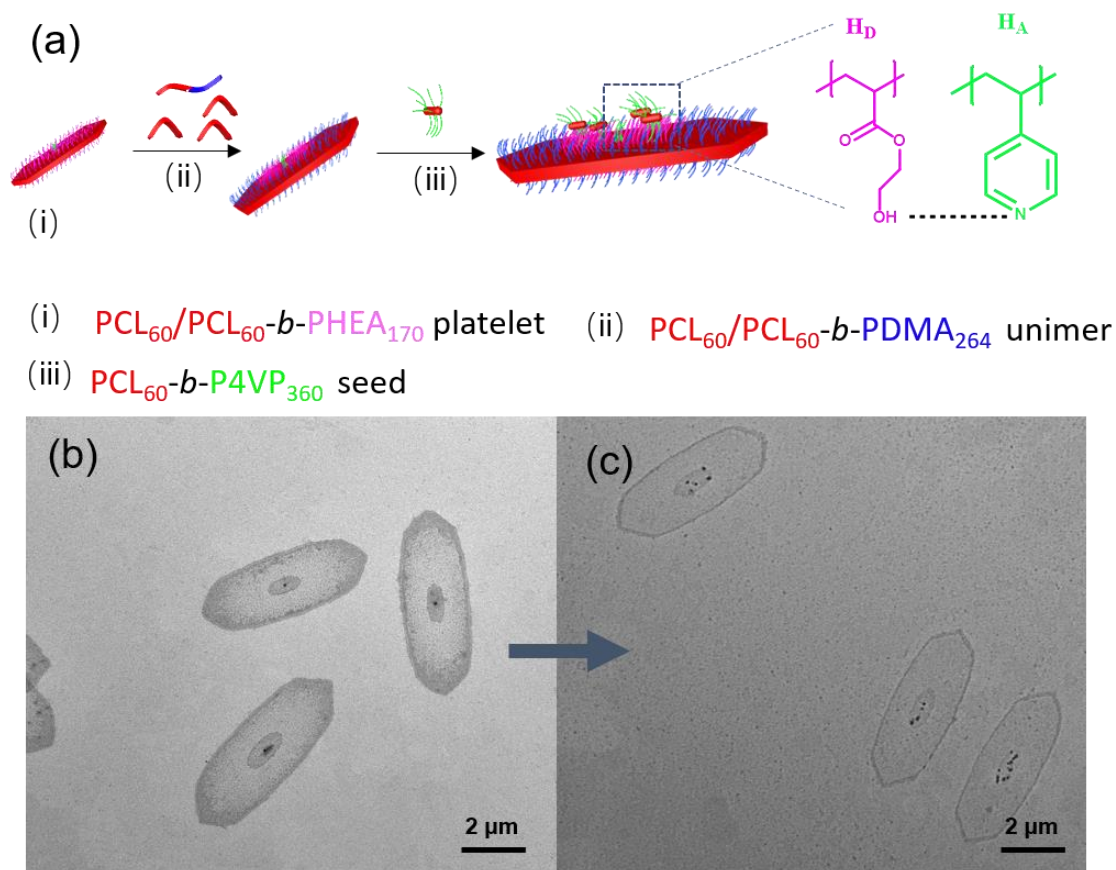 (a)
H_D H_A
(i)
(ii)
(iii)
O
O
OH
N
(i) PCL₆₀/PCL₆₀-b-PHEA₁₇₀ platelet (ii) PCL₆₀/PCL₆₀-b-PDMA₂₆₄ unimer
(iii) PCL₆₀-b-P4VP₃₆₀ seed
(b) (c)
2 μm 2 μm